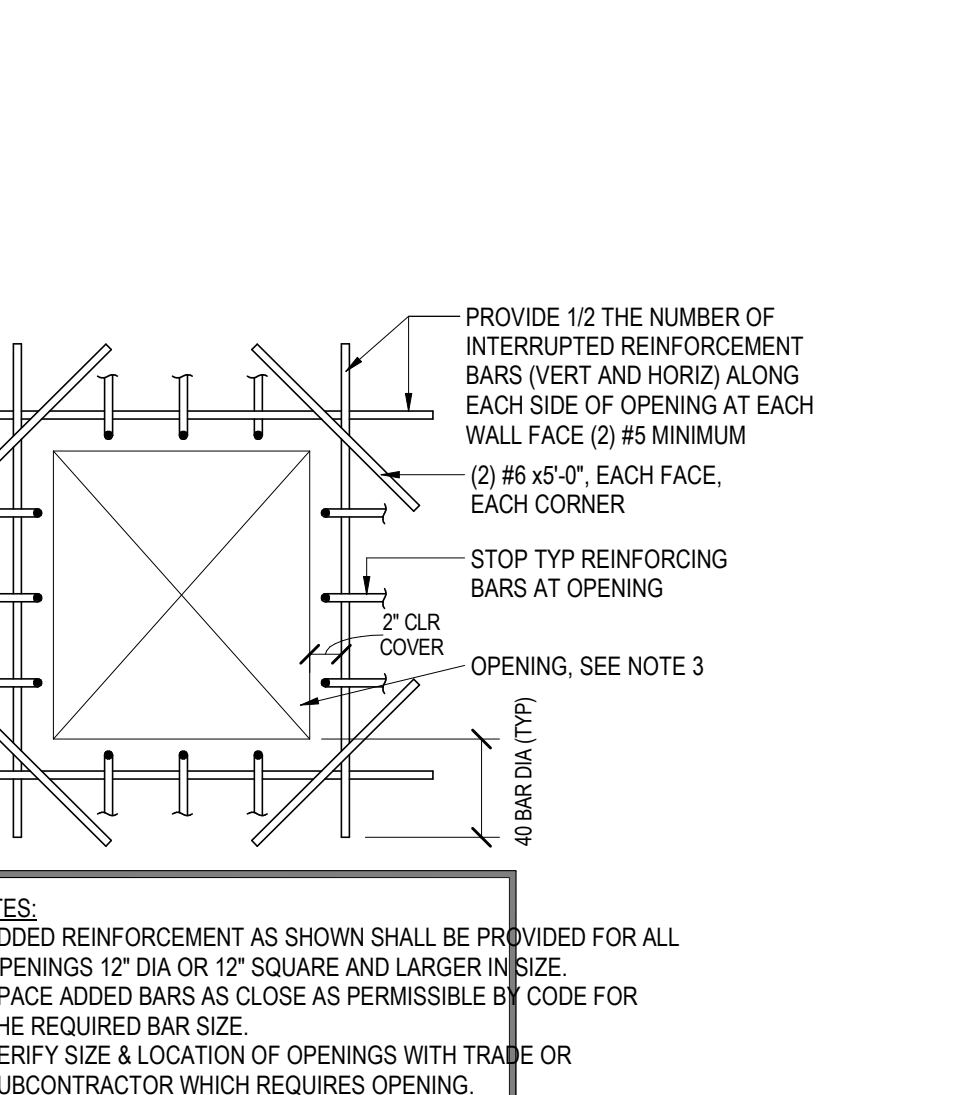 PROVIDE 1/2 THE NUMBER OF
INTERRUPTED REINFORCEMENT
BARS (VERT AND HORIZ) ALONG
EACH SIDE OF OPENING AT EACH
WALL FACE (2) #5 MINIMUM
(2) #6 x5'-0", EACH FACE,
EACH CORNER
STOP TYP REINFORCING
BARS AT OPENING
2" CLR
COVER
OPENING, SEE NOTE 3
40 BAR DIA (TYP)
TES:
DDED REINFORCEMENT AS SHOWN SHALL BE PROVIDED FOR ALL
PENINGS 12" DIA OR 12" SQUARE AND LARGER IN SIZE.
PACE ADDED BARS AS CLOSE AS PERMISSIBLE BY CODE FOR
HE REQUIRED BAR SIZE.
ERIFY SIZE & LOCATION OF OPENINGS WITH TRADE OR
UBCONTRACTOR WHICH REQUIRES OPENING.